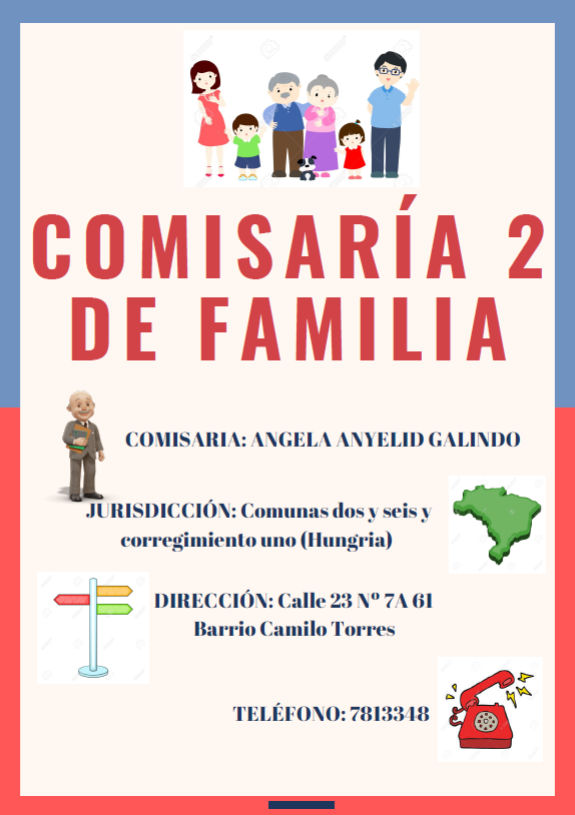 COMISARÍA 2
DE FAMILIA
COMISARIA: ANGELA ANYELID GALINDO
JURISDICCIÓN: Comunas dos y seis y
corregimiento uno (Hungria)
DIRECCIÓN: Calle 23 Nº 7A 61
Barrio Camilo Torres
TELÉFONO: 7813348